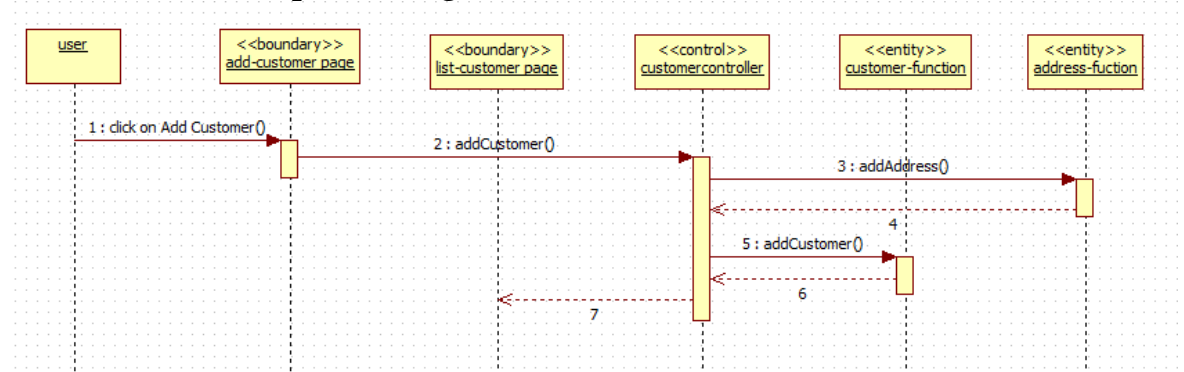 user
<<boundary>>
add-customer page
<<boundary>>
list-customer page
<<control>>
customercontroller
<<entity>>
customer-function
<<entity>>
address-fuction
1 : click on Add Customer()
2 : addCustomer()
3 : addAddress()
4
5 : addCustomer()
6
7